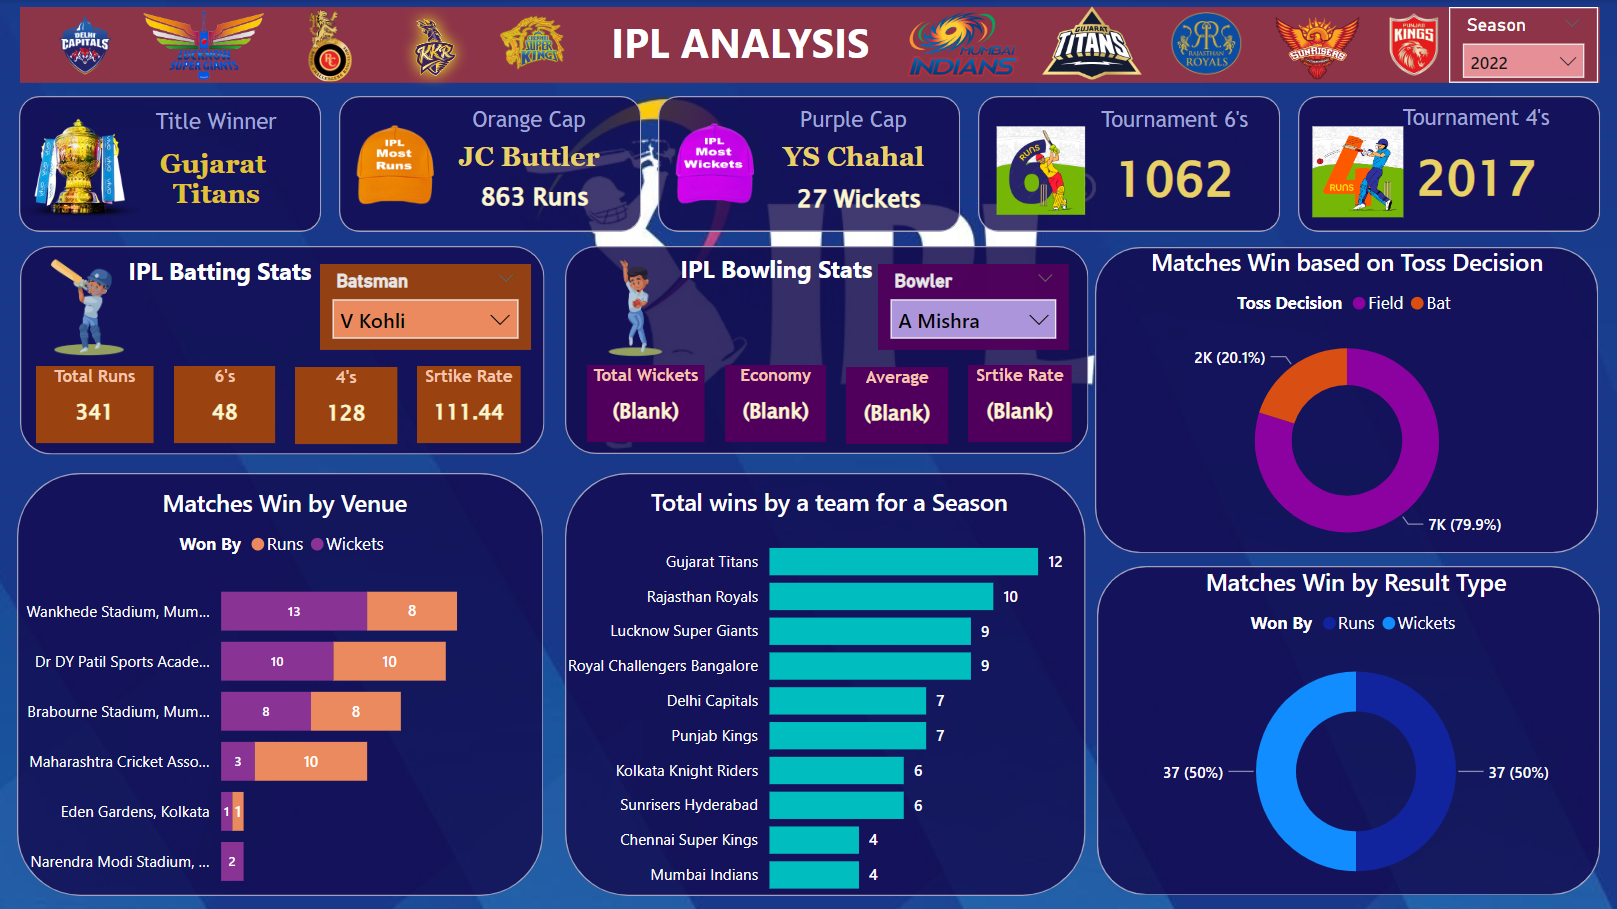 DELHI
CAPITALS
LUCKNOW
SUPER GIANTS
RC
KKR
CHENNAI
SUPER
KINGS
IPL ANALYSIS
MUMBAI
INDIANS
GUJARAT
TITANS
RR
RAJASTHAN
ROYALS
SUNRISERS
PUNJAB
KINGS
Season
2022
Title Winner
Gujarat
Titans
IPL
Most
Runs
Orange Cap
JC Buttler
863 Runs
IPL
Most
Wickets
Purple Cap
YS Chahal
27 Wickets
6
RUNS
Tournament 6's
1062
4
RUNS
Tournament 4's
2017
IPL
IPL Batting Stats
Batsman
V Kohli
Total Runs
341
6's
48
4's
128
Srtike Rate
111.44
IPL Bowling Stats
Bowler
A Mishra
Total Wickets
(Blank)
Economy
(Blank)
Average
(Blank)
Srtike Rate
(Blank)
Matches Win based on Toss Decision
Toss Decision Field Bat
2K (20.1%)
7K (79.9%)
Matches Win by Venue
Won By Runs Wickets
Wankhede Stadium, Mum... 13 8
Dr DY Patil Sports Acade... 10 10
Brabourne Stadium, Mum... 8 8
Maharashtra Cricket Asso... 3 10
Eden Gardens, Kolkata 1 1
Narendra Modi Stadium, ... 2
Total wins by a team for a Season
Gujarat Titans 12
Rajasthan Royals 10
Lucknow Super Giants 9
Royal Challengers Bangalore 9
Delhi Capitals 7
Punjab Kings 7
Kolkata Knight Riders 6
Sunrisers Hyderabad 6
Chennai Super Kings 4
Mumbai Indians 4
Matches Win by Result Type
Won By Runs Wickets
37 (50%)
37 (50%)